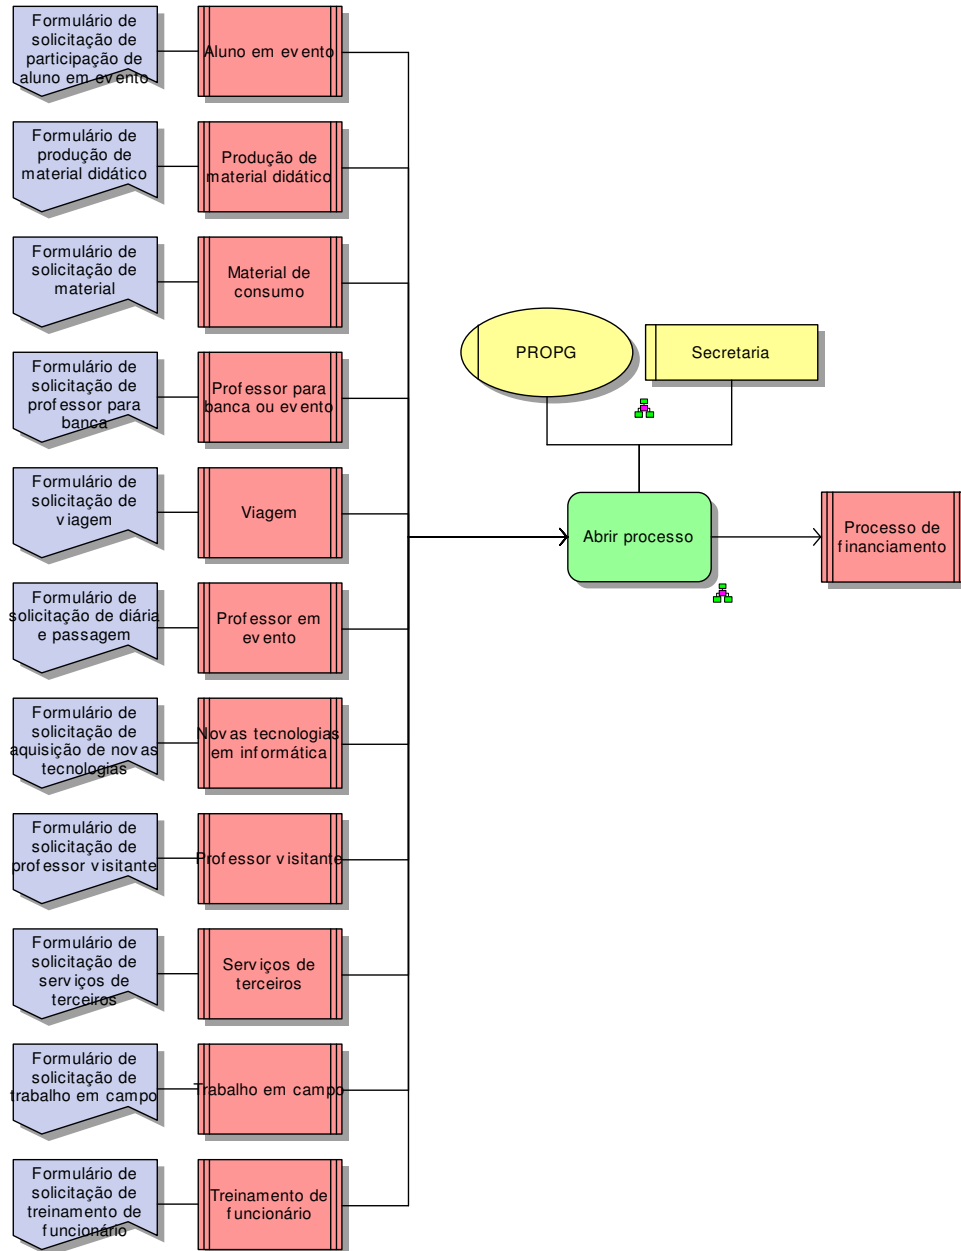 Formulário de
solicitação de
participação de
aluno em evento
Aluno em evento
Formulário de
produção de
material didático
Produção de
material didático
Formulário de
solicitação de
material
Material de
consumo
PROPG
Secretaria
Formulário de
solicitação de
professor para
banca
Professor para
banca ou evento
Formulário de
solicitação de
viagem
Viagem
Abrir processo
Processo de
financiamento
Formulário de
solicitação de diária
e passagem
Professor em
evento
Formulário de
solicitação de
aquisição de novas
tecnologias
Novas tecnologias
em informática
Formulário de
solicitação de
professor visitante
Professor visitante
Formulário de
solicitação de
serviços de
terceiros
Serviços de
terceiros
Formulário de
solicitação de
trabalho em campo
Trabalho em campo
Formulário de
solicitação de
treinamento de
funcionário
Treinamento de
funcionário